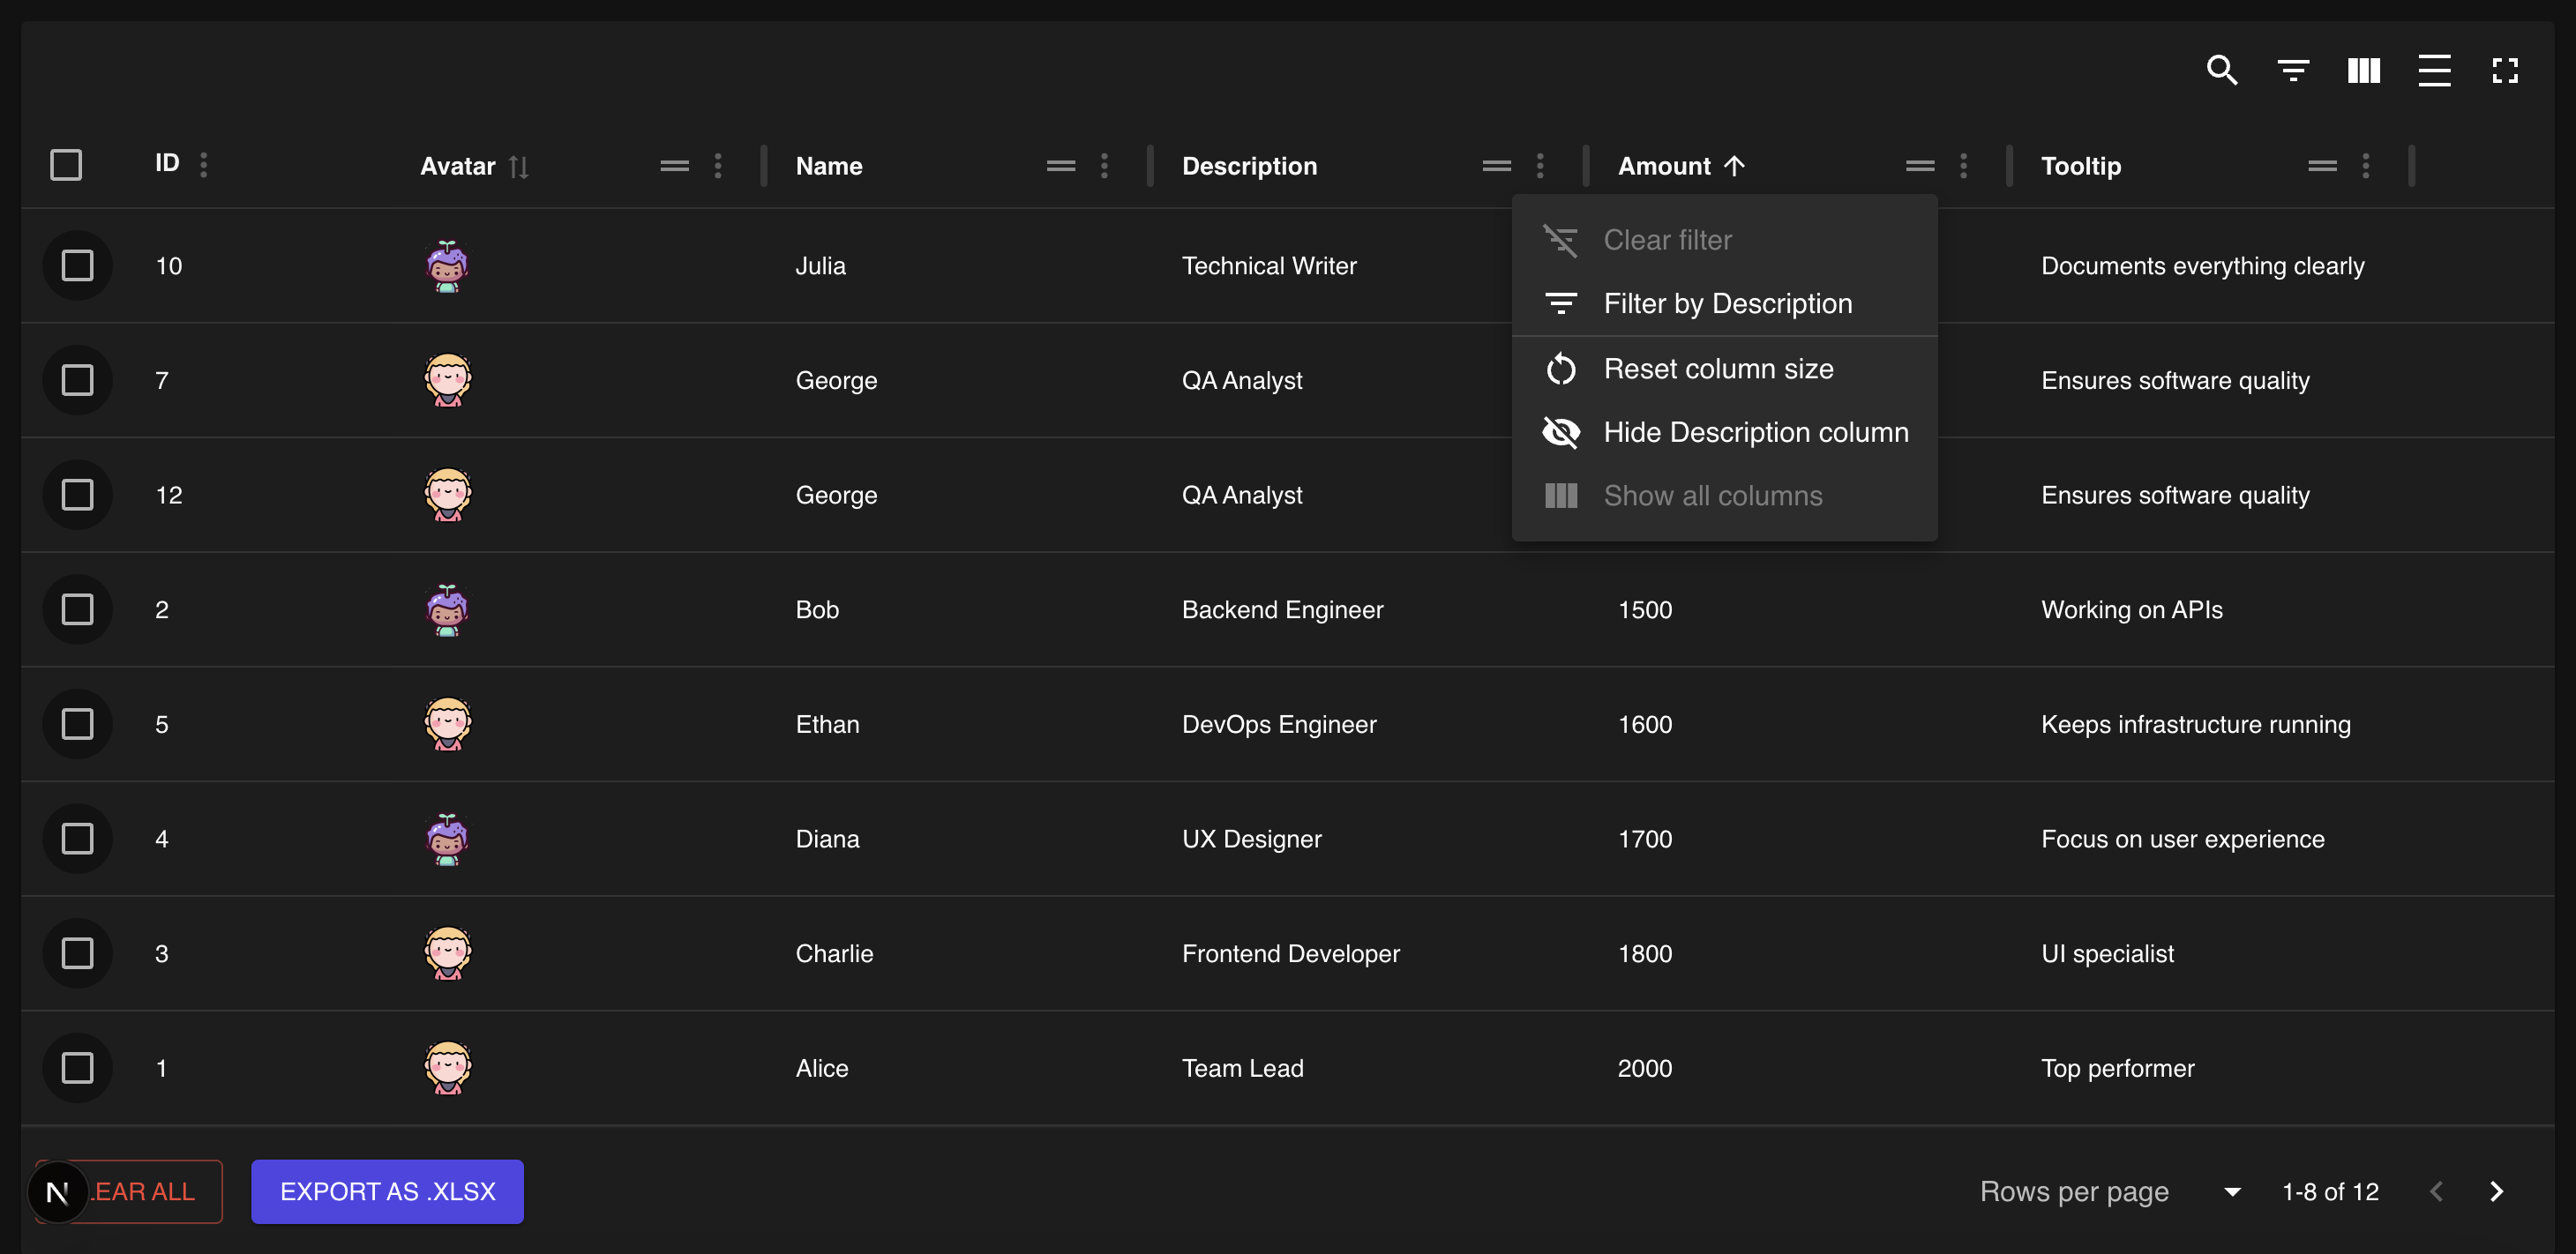 ID Avatar Name Description Amount Tooltip
10 Julia Technical Writer Documents everything clearly
Clear filter
Filter by Description
7 George QA Analyst Ensures software quality
Reset column size
Hide Description column
12 George QA Analyst Ensures software quality
Show all columns
2 Bob Backend Engineer 1500 Working on APIs
5 Ethan DevOps Engineer 1600 Keeps infrastructure running
4 Diana UX Designer 1700 Focus on user experience
3 Charlie Frontend Developer 1800 UI specialist
1 Alice Team Lead 2000 Top performer
N EAR ALL EXPORT AS .XLSX Rows per page 1-8 of 12